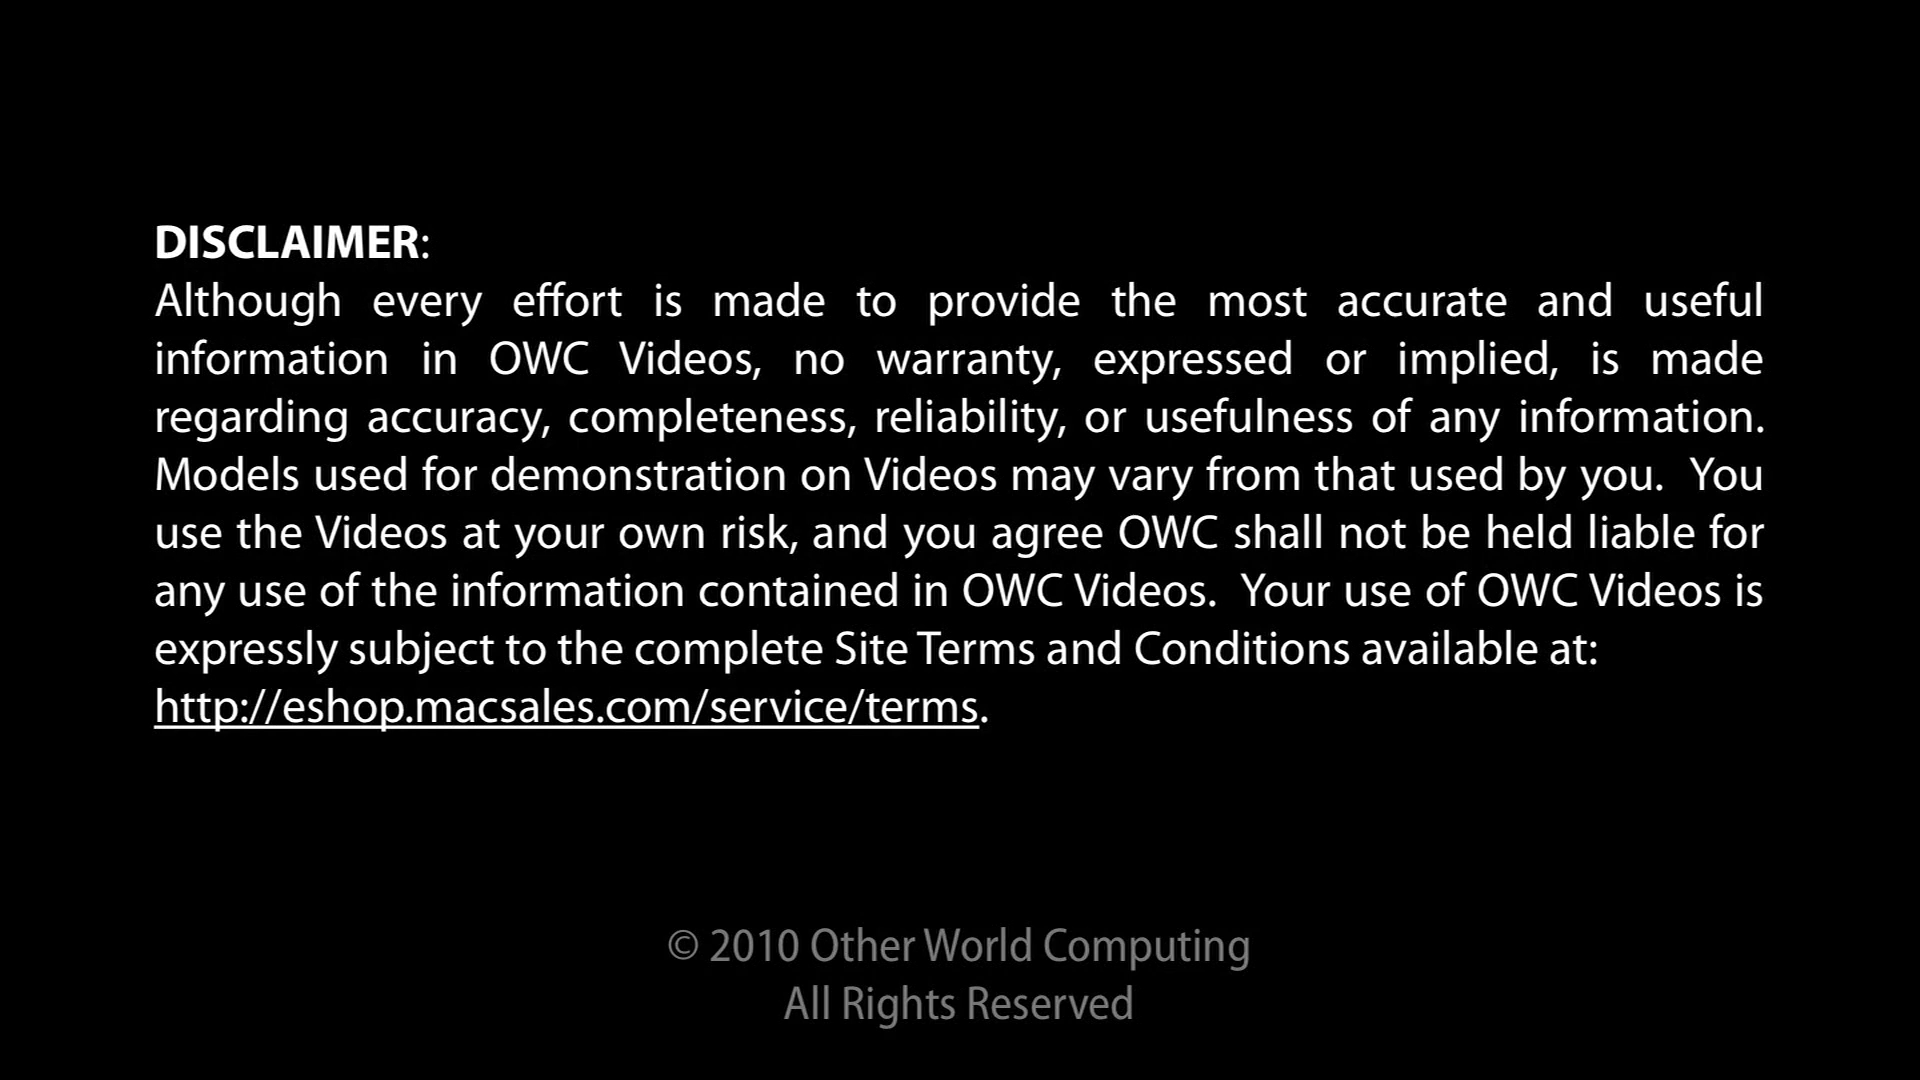 DISCLAIMER:
Although every effort is made to provide the most accurate and useful
information in OWC Videos, no warranty, expressed or implied, is made
regarding accuracy, completeness, reliability, or usefulness of any information.
Models used for demonstration on Videos may vary from that used by you.  You
use the Videos at your own risk, and you agree OWC shall not be held liable for
any use of the information contained in OWC Videos.  Your use of OWC Videos is
expressly subject to the complete Site Terms and Conditions available at:
http://eshop.macsales.com/service/terms.
© 2010 Other World Computing
All Rights Reserved